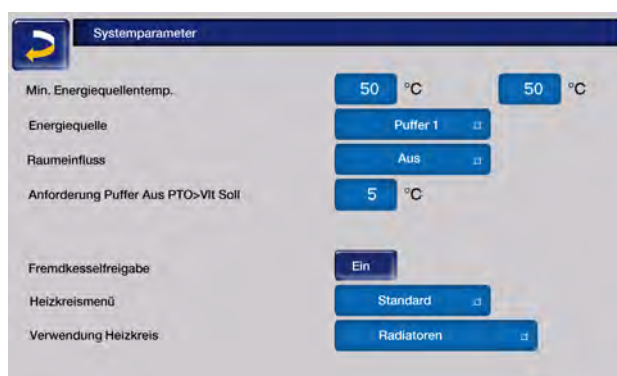 Systemparameter
Min. Energiequellentemp. 50 °C 50 °C
Energiequelle Puffer 1
Raumeinfluss Aus
Anforderung Puffer Aus PTO>Vlt Soll 5 °C
Fremdkesselfreigabe Ein
Heizkreismenü Standard
Verwendung Heizkreis Radiatoren